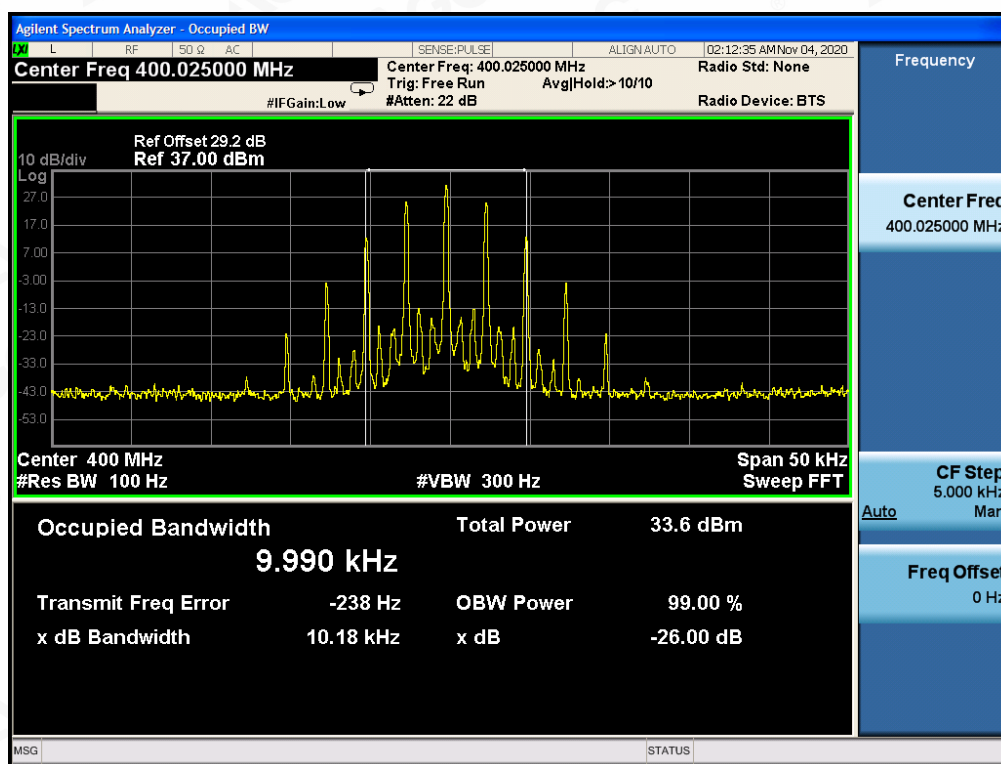 Agilent Spectrum Analyzer - Occupied BW
LXI L RF 50 Ω AC SENSE:PULSE ALIGN AUTO 02:12:35 AM Nov 04, 2020
Center Freq 400.025000 MHz
Center Freq: 400.025000 MHz Radio Std: None
Trig: Free Run Avg|Hold:> 10/10
#IFGain:Low #Atten: 22 dB Radio Device: BTS
Ref Offset 29.2 dB
10 dB/div Ref 37.00 dBm
Log
27.0
17.0
7.00
-3.00
-13.0
-23.0
-33.0
-43.0
-53.0
Center 400 MHz Span 50 kHz
#Res BW 100 Hz #VBW 300 Hz Sweep FFT
Occupied Bandwidth Total Power 33.6 dBm
9.990 kHz
Transmit Freq Error -238 Hz OBW Power 99.00 %
x dB Bandwidth 10.18 kHz x dB -26.00 dB
MSG STATUS
Frequency
Center Freq
400.025000 MHz
CF Step
5.000 kHz
Auto Man
Freq Offset
0 Hz